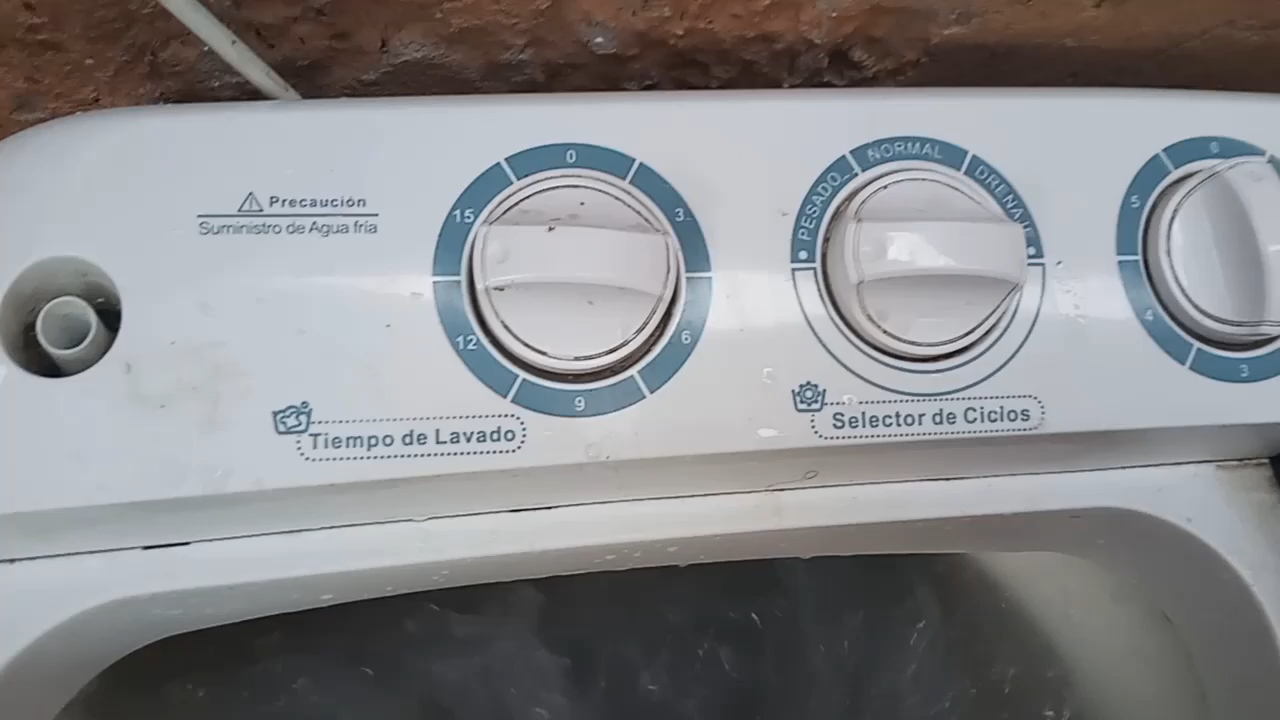 Precaución
Suministro de Agua fría
0
3
6
9
12
15
Tiempo de Lavado
PESADO
NORMAL
DRENAJE
Selector de Ciclos
5
4
3